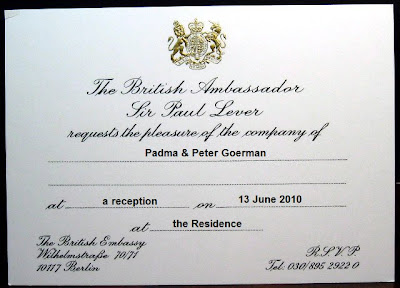 The British Ambassador
Sir Paul Lever
requests the pleasure of the company of
Padma & Peter Goerman
at a reception on 13 June 2010
at the Residence
The British Embassy
Wilhelmstraße 70/71
10117 Berlin
R.S.V.P.
Tel. 030/895 2922 0